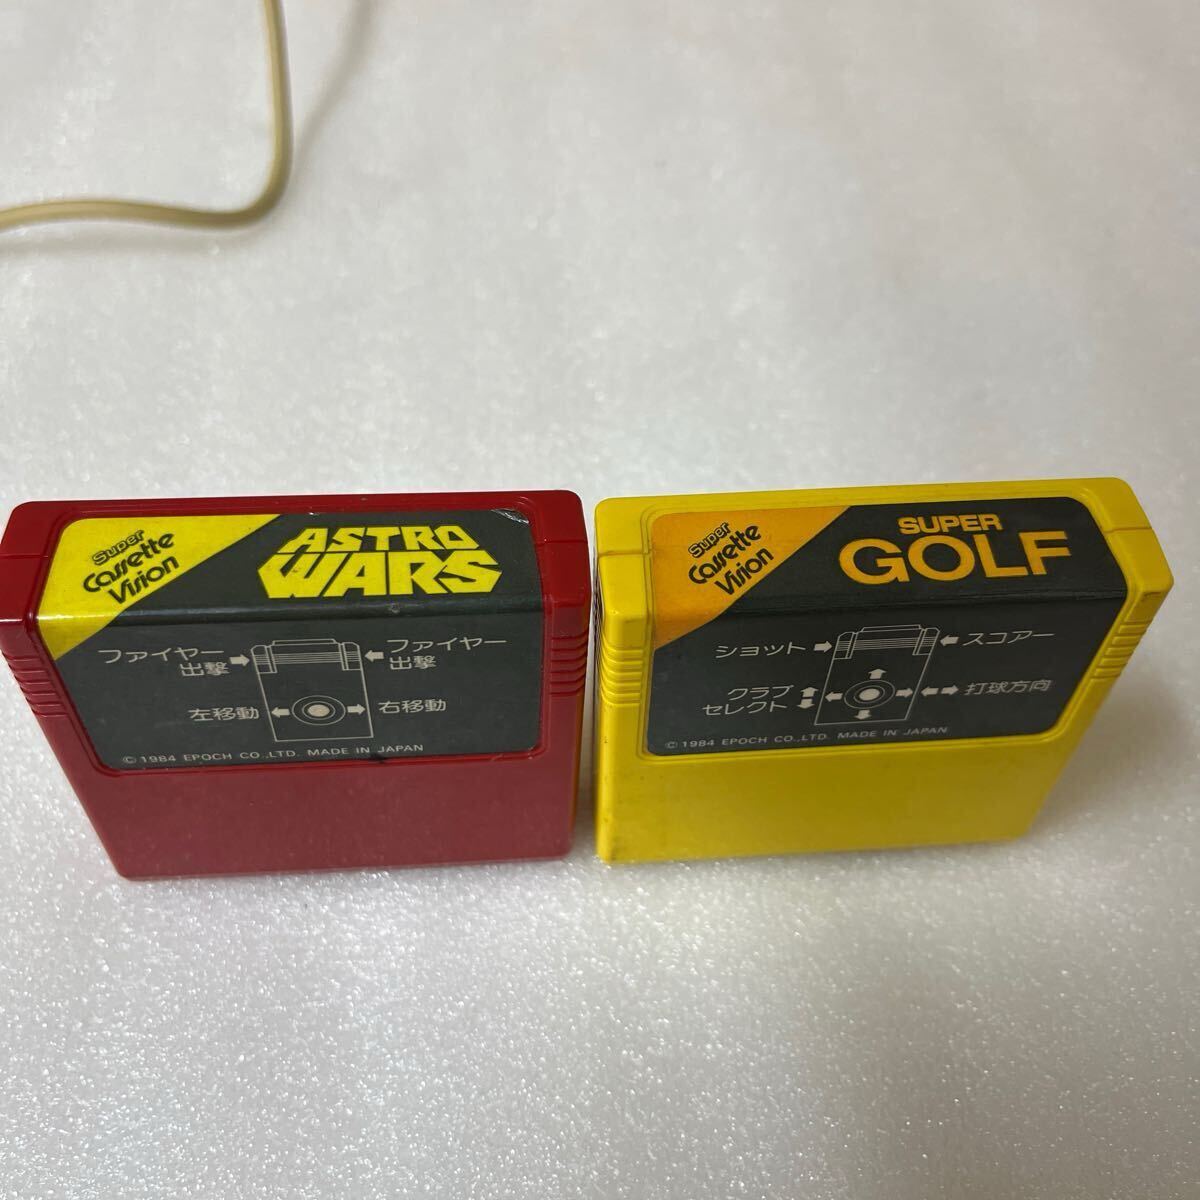 Super
Cassette
Vision
ASTRO
WARS
ファイヤー
出撃
ファイヤー
出撃
左移動
右移動
© 1984 EPOCH CO.,LTD. MADE IN JAPAN
Super
Cassette
Vision
SUPER
GOLF
ショット
スコアー
クラブ
セレクト
打球方向
© 1984 EPOCH CO.,LTD. MADE IN JAPAN